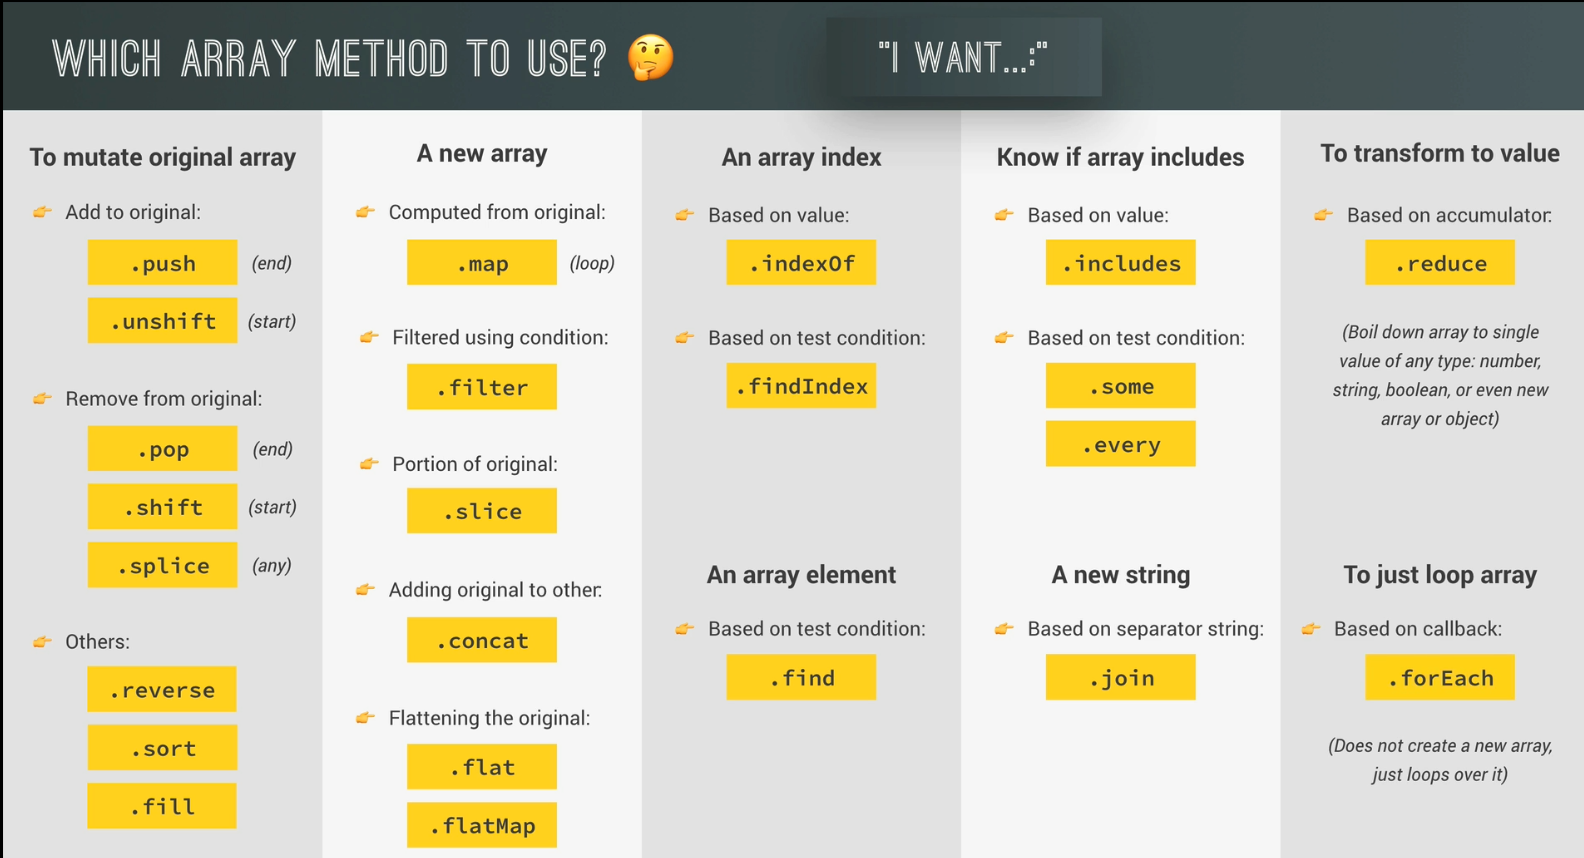 WHICH ARRAY METHOD TO USE? 🤔
"I WANT...:"
To mutate original array
👉 Add to original:
.push (end)
.unshift (start)
👉 Remove from original:
.pop (end)
.shift (start)
.splice (any)
👉 Others:
.reverse
.sort
.fill
A new array
👉 Computed from original:
.map (loop)
👉 Filtered using condition:
.filter
👉 Portion of original:
.slice
👉 Adding original to other:
.concat
👉 Flattening the original:
.flat
.flatMap
An array index
👉 Based on value:
.indexOf
👉 Based on test condition:
.findIndex
An array element
👉 Based on test condition:
.find
Know if array includes
👉 Based on value:
.includes
👉 Based on test condition:
.some
.every
A new string
👉 Based on separator string:
.join
To transform to value
👉 Based on accumulator:
.reduce
(Boil down array to single
value of any type: number,
string, boolean, or even new
array or object)
To just loop array
👉 Based on callback:
.forEach
(Does not create a new array,
just loops over it)